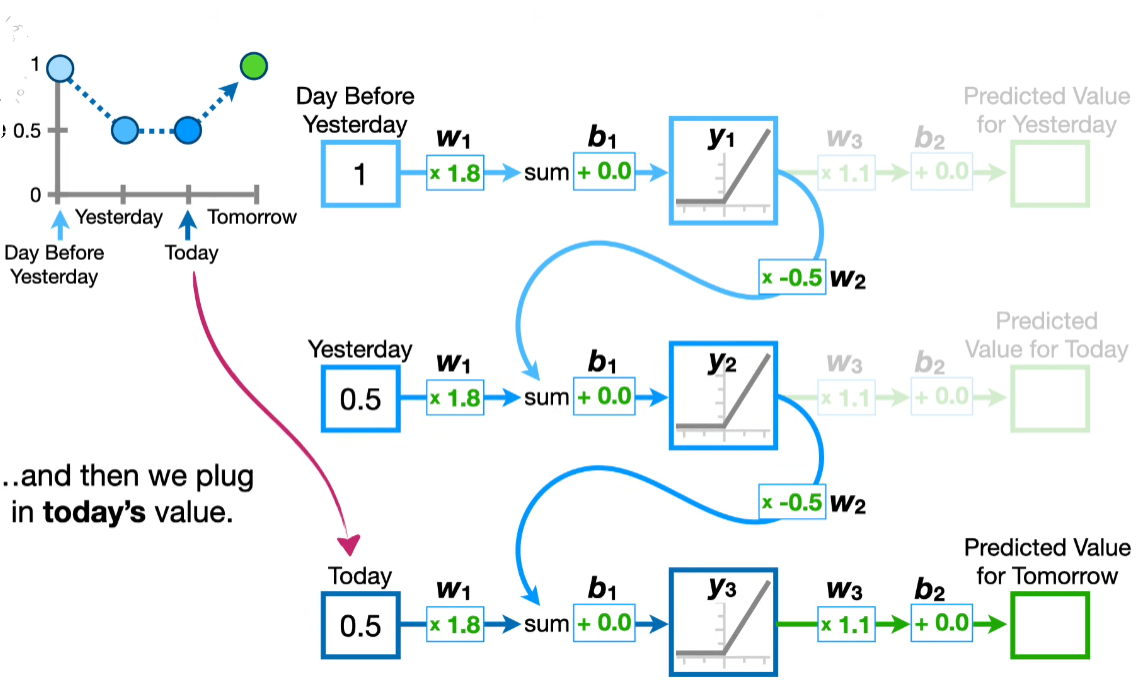 1
0.5
0
Yesterday
Tomorrow
Day Before
Yesterday
Today
Day Before
Yesterday
1
w1
x 1.8
sum
b1
+ 0.0
y1
w3
x 1.1
b2
+ 0.0
Predicted Value
for Yesterday
x -0.5 w2
Yesterday
0.5
w1
x 1.8
sum
b1
+ 0.0
y2
w3
x 1.1
b2
+ 0.0
Predicted
Value for Today
x -0.5 w2
..and then we plug
in today's value.
Today
0.5
w1
x 1.8
sum
b1
+ 0.0
y3
w3
x 1.1
b2
+ 0.0
Predicted Value
for Tomorrow